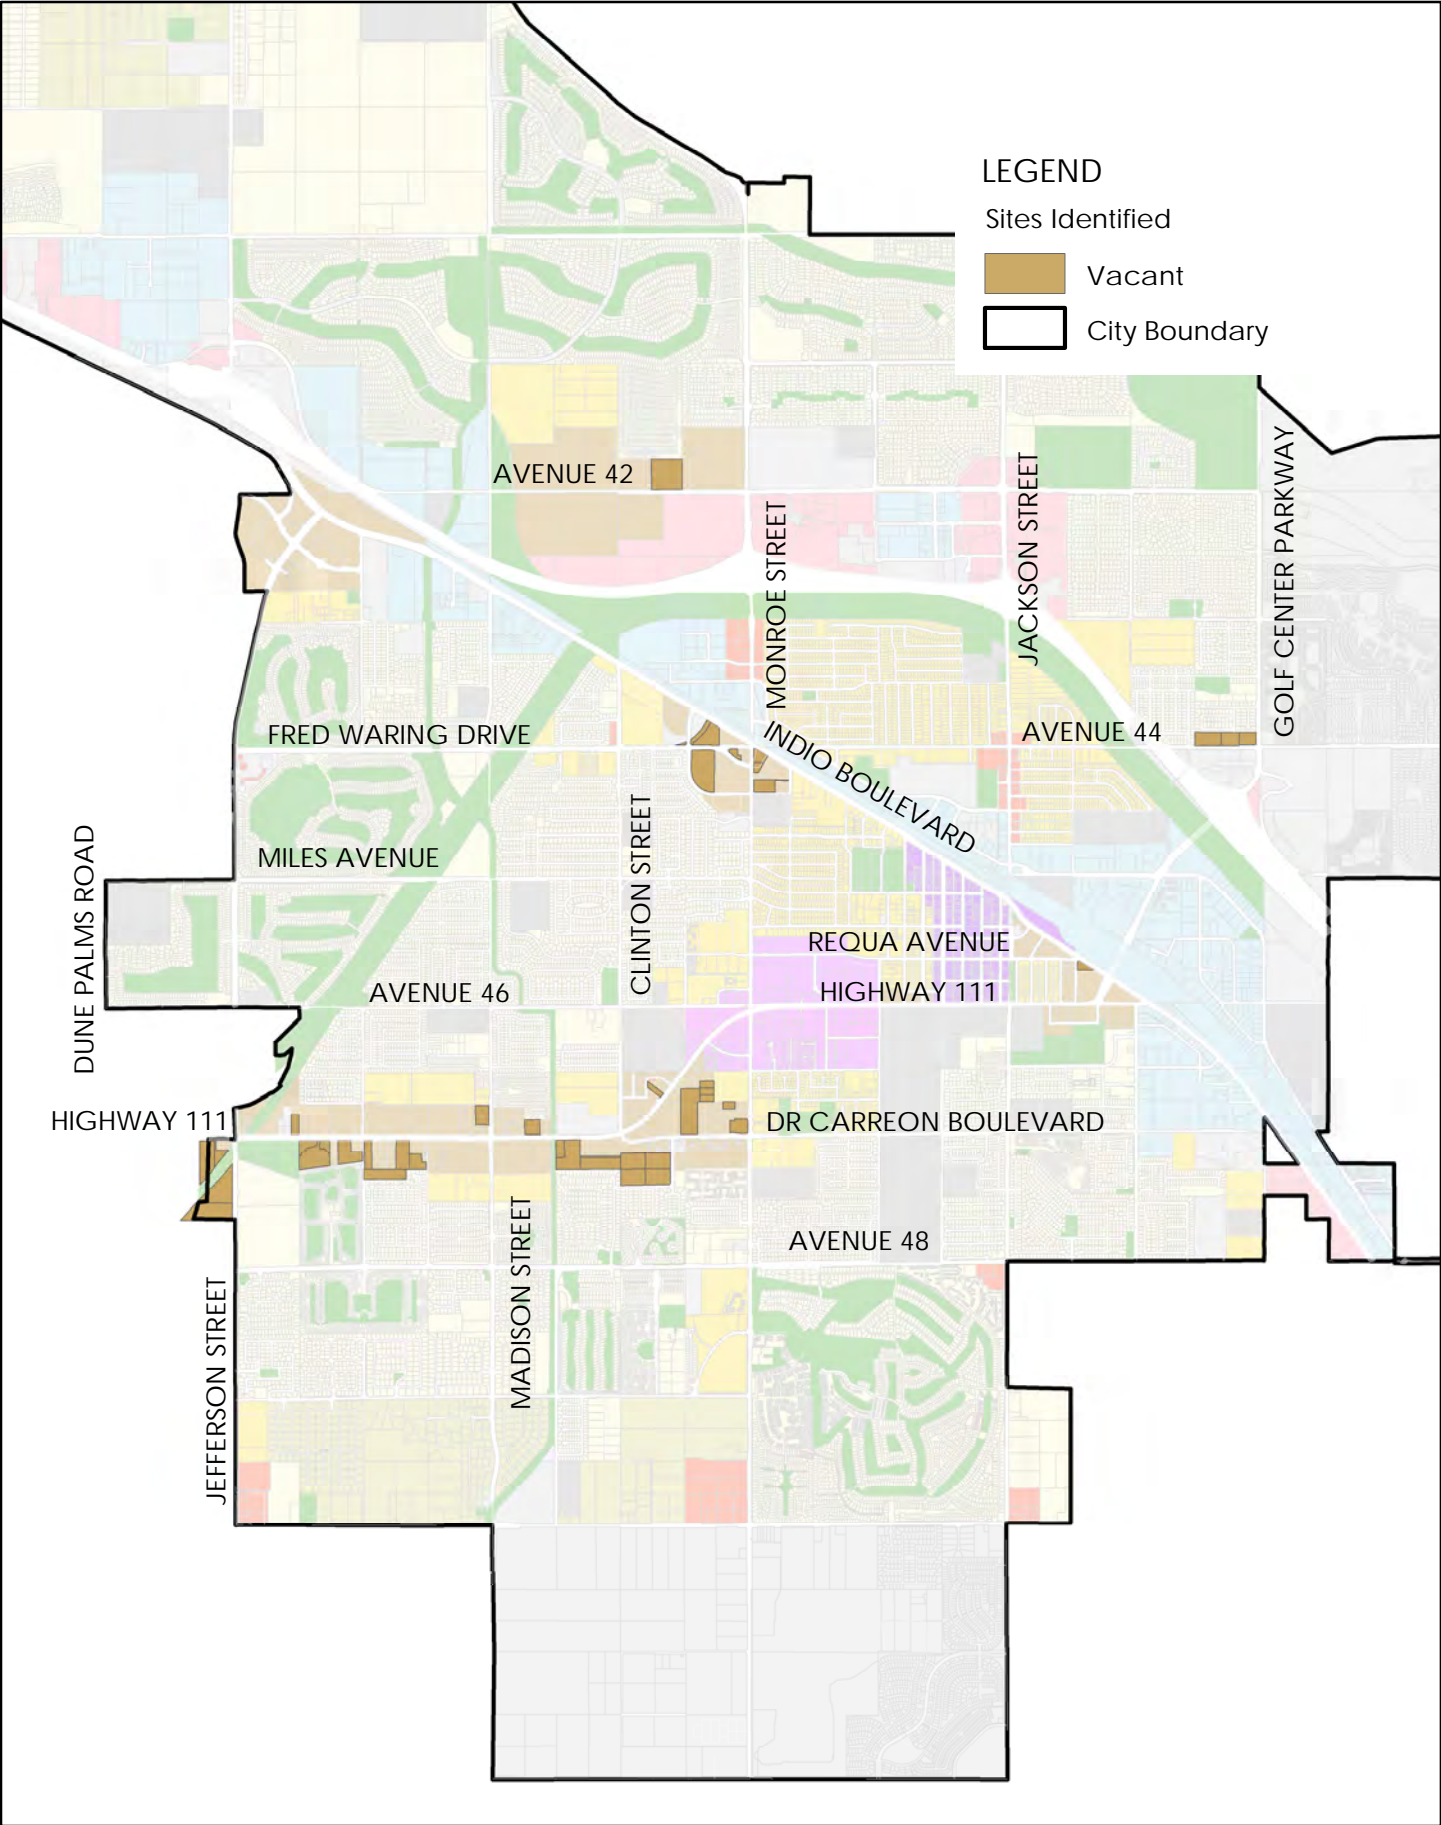 LEGEND
Sites Identified
Vacant
City Boundary
AVENUE 42
MONROE STREET
JACKSON STREET
GOLF CENTER PARKWAY
FRED WARING DRIVE
AVENUE 44
INDIO BOULEVARD
CLINTON STREET
DUNE PALMS ROAD
MILES AVENUE
REQUA AVENUE
AVENUE 46
HIGHWAY 111
HIGHWAY 111
DR CARREON BOULEVARD
MADISON STREET
AVENUE 48
JEFFERSON STREET